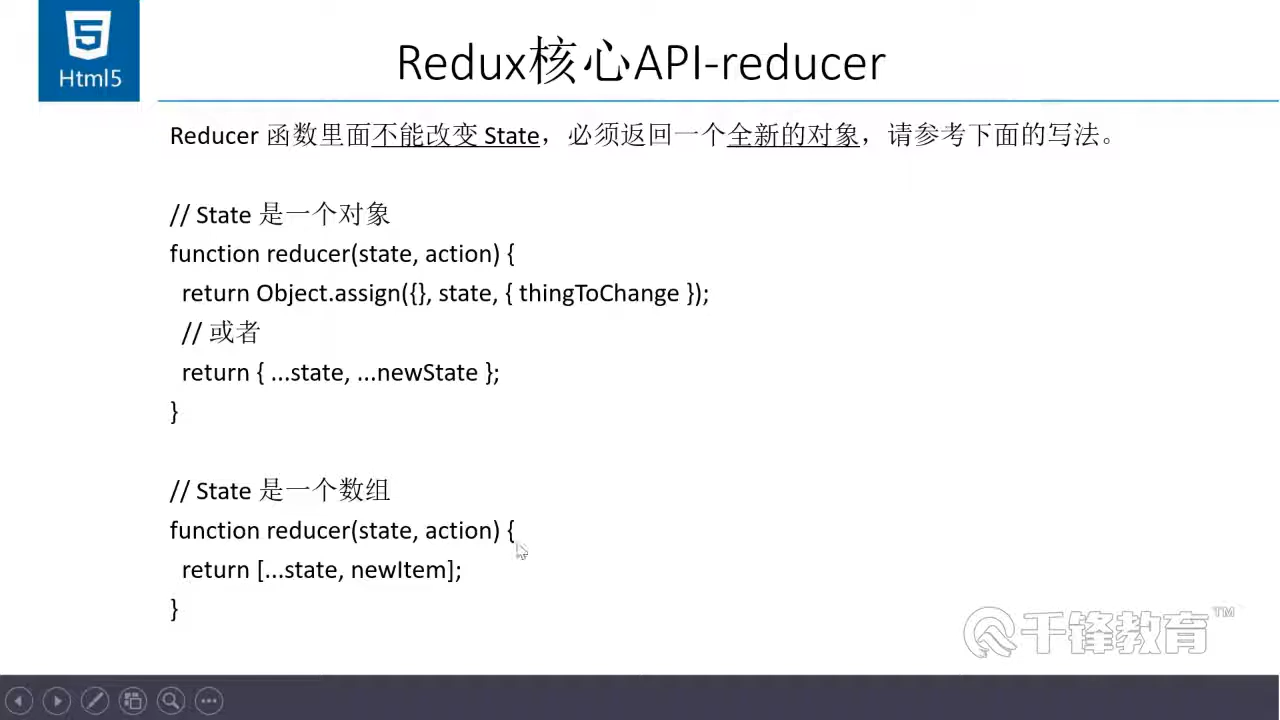 Html5
Redux核心API-reducer
Reducer 函数里面不能改变 State，必须返回一个全新的对象，请参考下面的写法。
// State 是一个对象
function reducer(state, action) {
return Object.assign({}, state, { thingToChange });
// 或者
return { ...state, ...newState };
}
// State 是一个数组
function reducer(state, action) {
return [...state, newItem];
}
千锋教育™